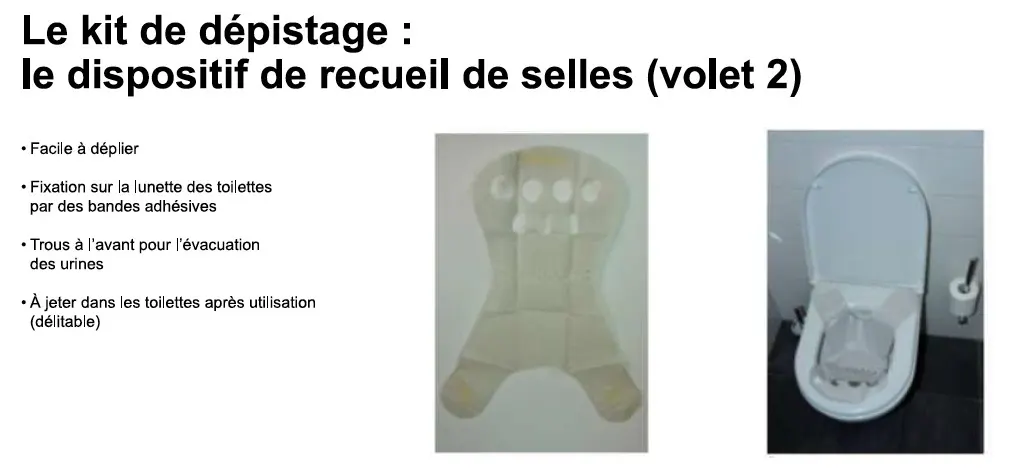 Le kit de dépistage :
le dispositif de recueil de selles (volet 2)
• Facile à déplier
• Fixation sur la lunette des toilettes
par des bandes adhésives
• Trous à l'avant pour l'évacuation
des urines
• À jeter dans les toilettes après utilisation
(délitable)